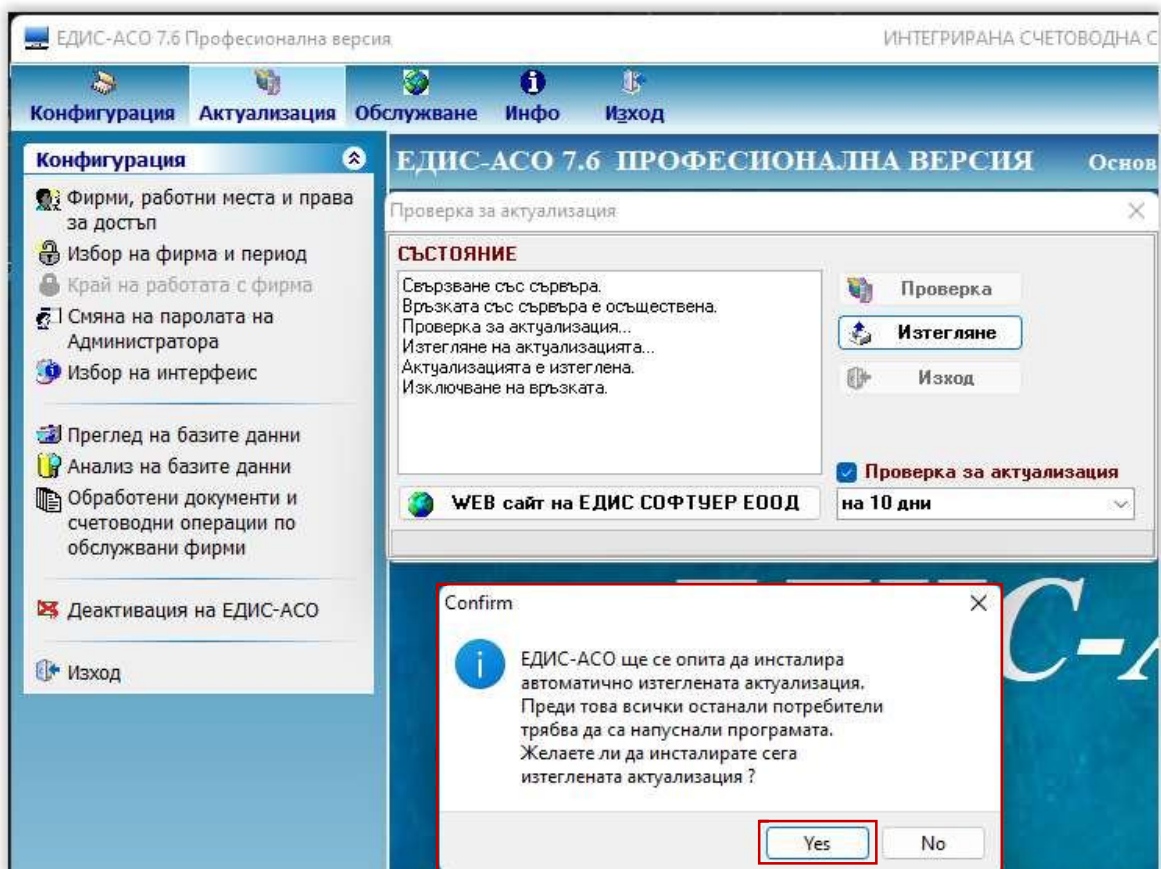 ЕДИС-АСО 7.6 Професионална версия
ИНТЕГРИРАНА СЧЕТОВОДНА С
Конфигурация
Актуализация
Обслужване
Инфо
Изход
Конфигурация
Фирми, работни места и права
за достъп
Избор на фирма и период
Край на работата с фирма
Смяна на паролата на
Администратора
Избор на интерфеис
Преглед на базите данни
Анализ на базите данни
Обработени документи и
счетоводни операции по
обслужвани фирми
Деактивация на ЕДИС-АСО
Изход
ЕДИС-АСО 7.6 ПРОФЕСИОНАЛНА ВЕРСИЯ
Основ
Проверка за актуализация
СЪСТОЯНИЕ
Свързване със сървъра.
Връзката със сървъра е осъществена.
Проверка за актуализация...
Изтегляне на актуализацията...
Актуализацията е изтеглена.
Изключване на връзката.
Проверка
Изтегляне
Изход
Проверка за актуализация
WEB сайт на ЕДИС СОФТУЕР ЕООД
на 10 дни
Confirm
ЕДИС-АСО ще се опита да инсталира
автоматично изтеглената актуализация.
Преди това всички останали потребители
трябва да са напуснали програмата.
Желаете ли да инсталирате сега
изтеглената актуализация ?
Yes
No